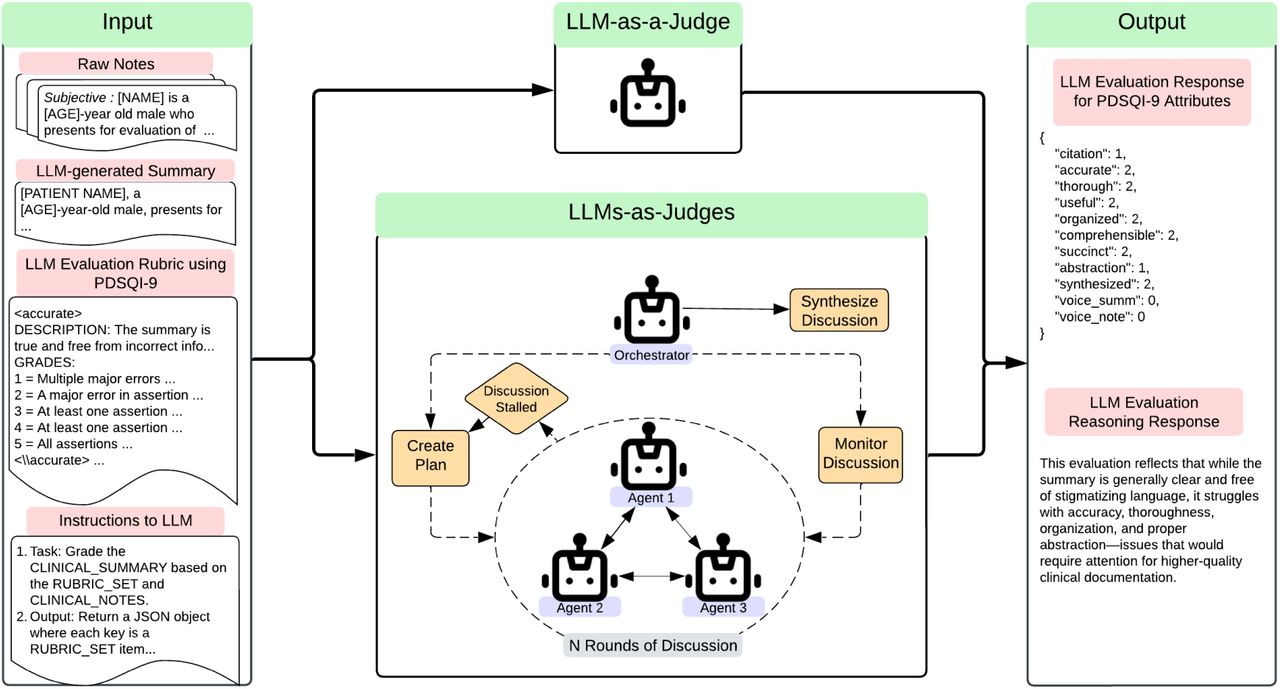 Input
Raw Notes
Subjective : [NAME] is a
[AGE]-year old male who
presents for evaluation of ...
LLM-generated Summary
[PATIENT NAME], a
[AGE]-year-old male, presents for
...
LLM Evaluation Rubric using
PDSQI-9
<accurate>
DESCRIPTION: The summary is
true and free from incorrect info...
GRADES:
1 = Multiple major errors ...
2 = A major error in assertion ...
3 = At least one assertion ...
4 = At least one assertion ...
5 = All assertions ...
<\\accurate> ...
Instructions to LLM
1. Task: Grade the
CLINICAL_SUMMARY based on
the RUBRIC_SET and
CLINICAL_NOTES.
2. Output: Return a JSON object
where each key is a
RUBRIC_SET item...
LLM-as-a-Judge
LLMs-as-Judges
Orchestrator
Synthesize
Discussion
Discussion
Stalled
Create
Plan
Monitor
Discussion
Agent 1
Agent 2
Agent 3
N Rounds of Discussion
Output
LLM Evaluation Response
for PDSQI-9 Attributes
{
"citation": 1,
"accurate": 2,
"thorough": 2,
"useful": 2,
"organized": 2,
"comprehensible": 2,
"succinct": 2,
"abstraction": 1,
"synthesized": 2,
"voice_summ": 0,
"voice_note": 0
}
LLM Evaluation
Reasoning Response
This evaluation reflects that while the
summary is generally clear and free
of stigmatizing language, it struggles
with accuracy, thoroughness,
organization, and proper
abstraction—issues that would
require attention for higher-quality
clinical documentation.